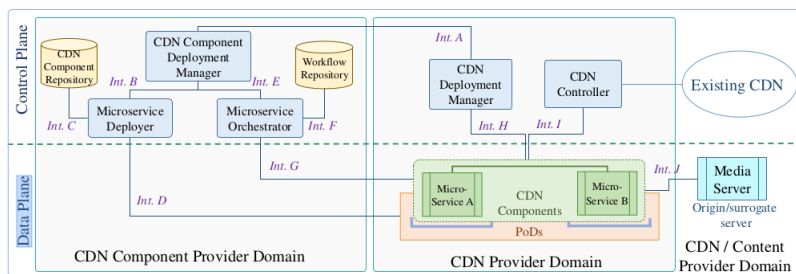 Control Plane
CDN
Component
Repository
CDN Component
Deployment
Manager
Workflow
Repository
Int. A
Int. B
Int. E
Int. C
Microservice
Deployer
Microservice
Orchestrator
Int. F
CDN
Deployment
Manager
CDN
Controller
Existing CDN
Int. H
Int. I
Int. G
Int. D
Int. J
Data Plane
Micro-
Service A
CDN
Components
Micro-
Service B
PoDs
Media
Server
Origin/surrogate
server
CDN Component Provider Domain
CDN Provider Domain
CDN / Content
Provider Domain